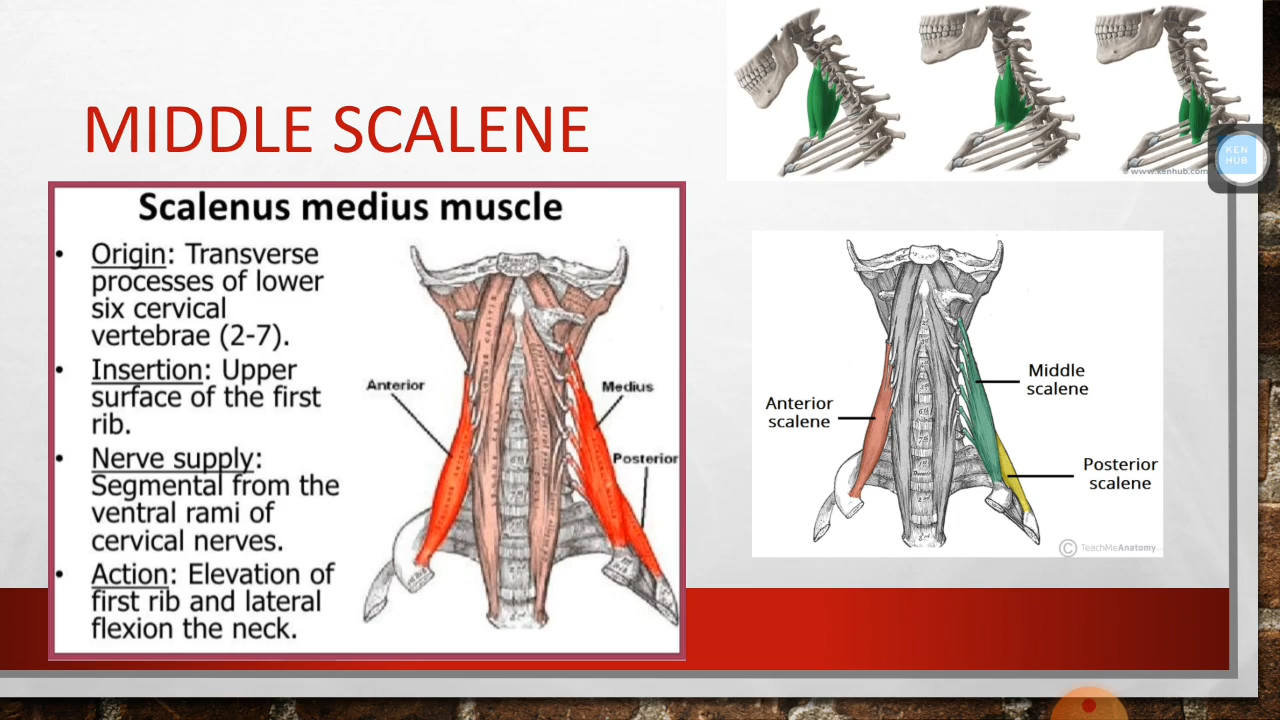 MIDDLE SCALENE
Scalenus medius muscle
• Origin: Transverse
processes of lower
six cervical
vertebrae (2-7).
• Insertion: Upper
surface of the first
rib.
• Nerve supply:
Segmental from the
ventral rami of
cervical nerves.
• Action: Elevation of
first rib and lateral
flexion the neck.
Anterior
Medius
Posterior
www.kenhub.com
KEN
HUB
Anterior
scalene
Middle
scalene
Posterior
scalene
© TeachMeAnatomy